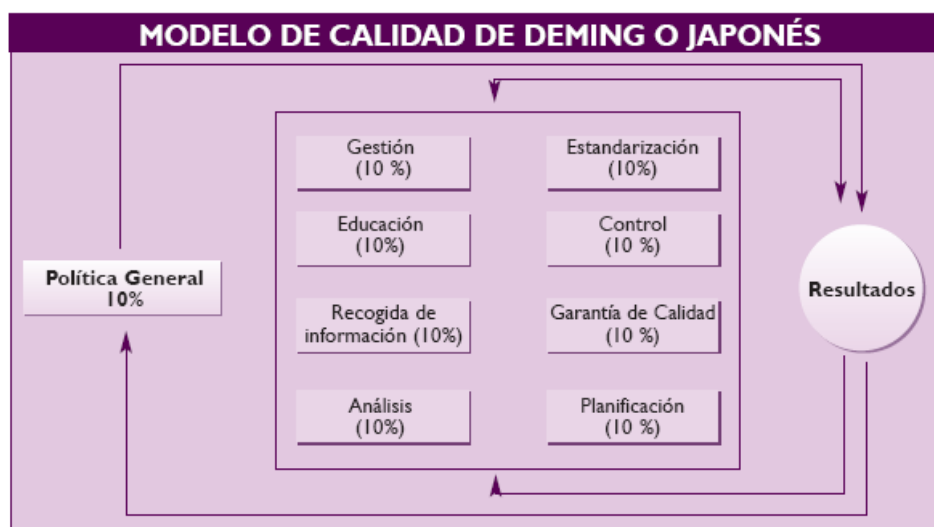 MODELO DE CALIDAD DE DEMING O JAPONÉS
Gestión
(10 %)
Estandarización
(10%)
Educación
(10%)
Control
(10 %)
Política General
10%
Resultados
Recogida de
información (10%)
Garantía de Calidad
(10 %)
Análisis
(10%)
Planificación
(10 %)